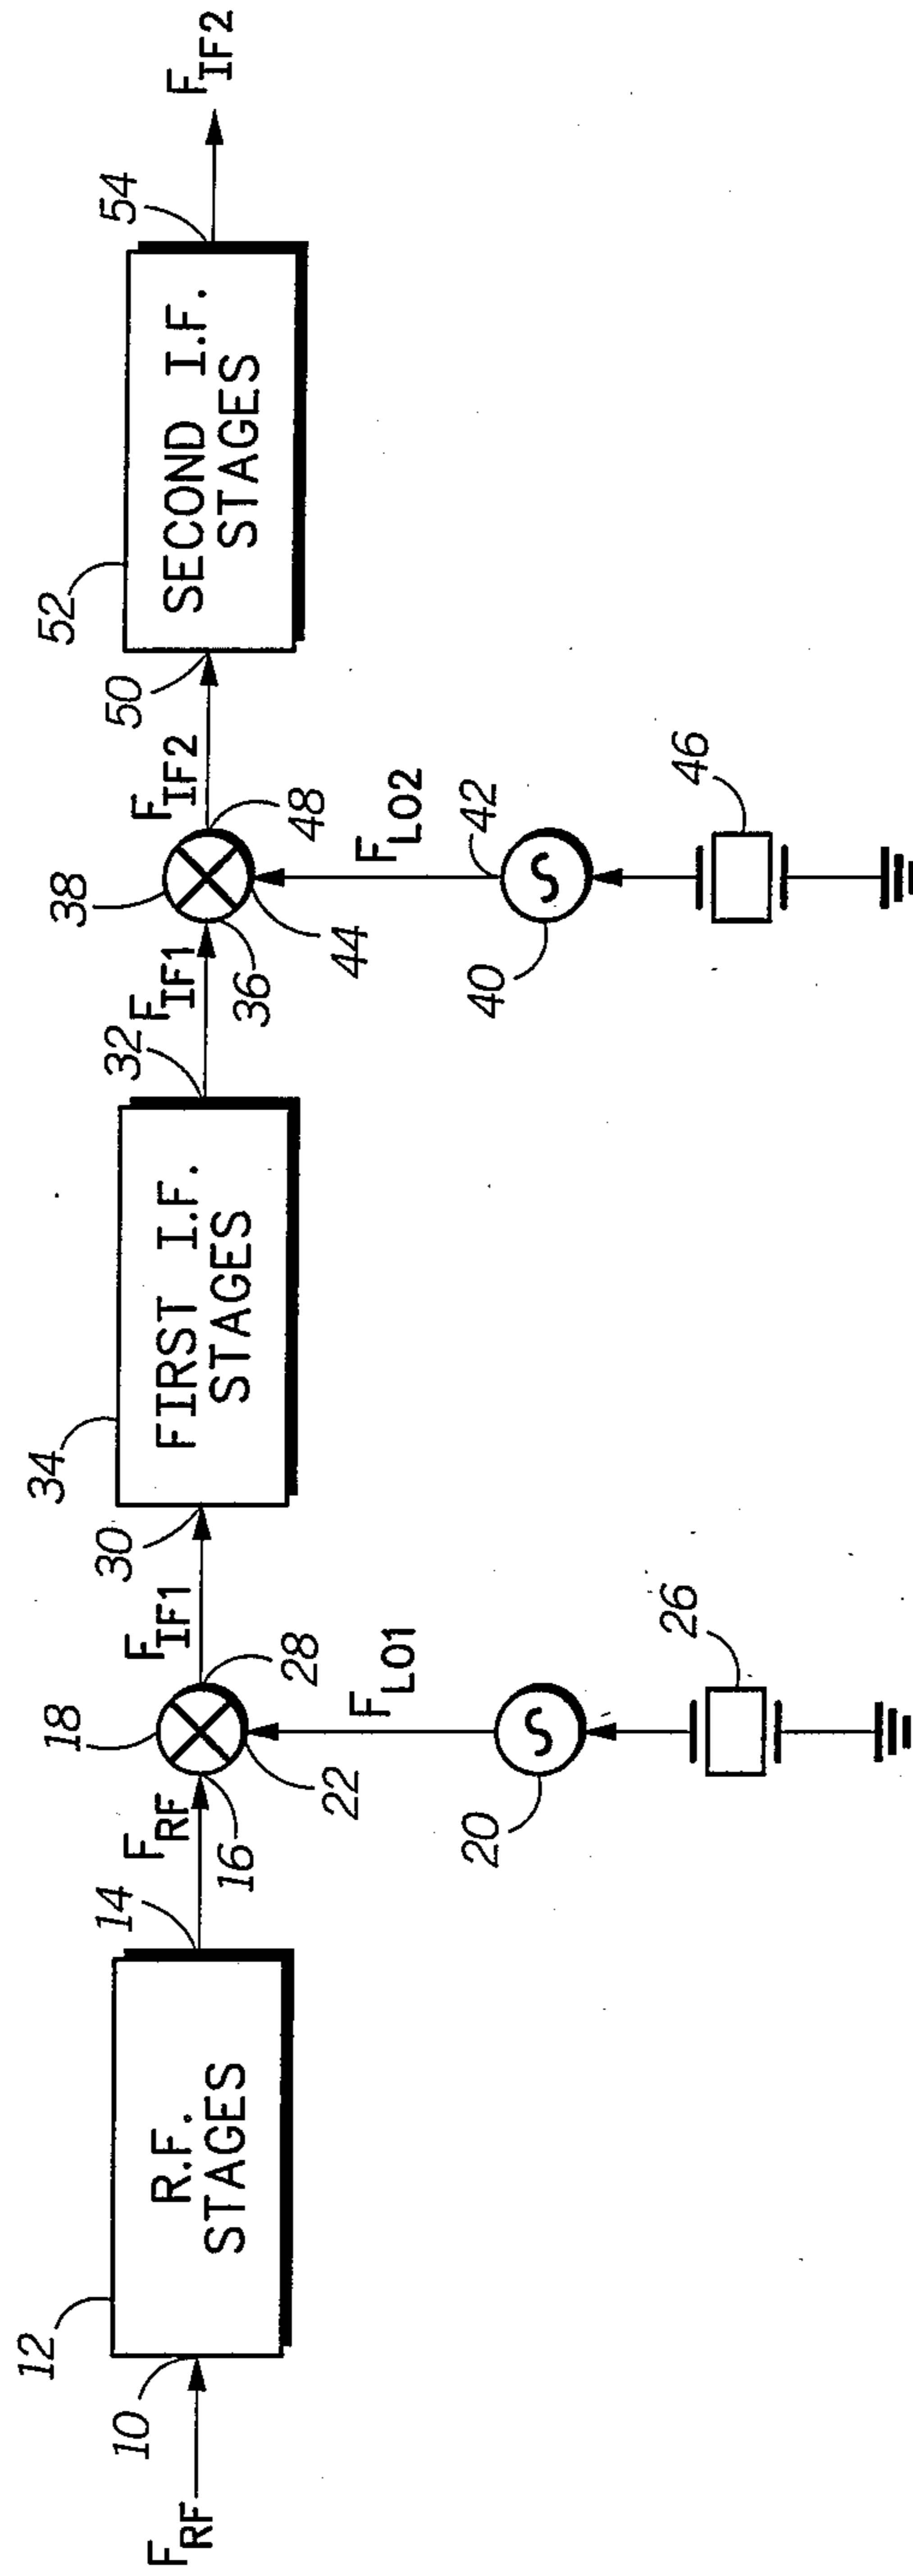 F_RF
10
12
R.F.
STAGES
14
F_RF
16
18
22
28
F_LO1
20
26
F_IF1
30
34
FIRST I.F.
STAGES
32
F_IF1
36
38
44
48
F_LO2
42
40
46
F_IF2
50
52
SECOND I.F.
STAGES
54
F_IF2